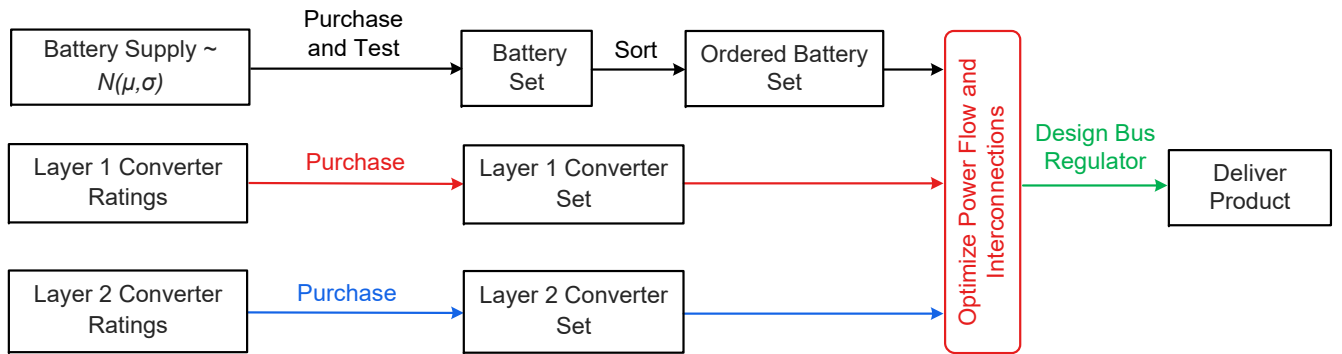 Battery Supply ~
N(μ,σ)
Purchase
and Test
Battery
Set
Sort
Ordered Battery
Set
Layer 1 Converter
Ratings
Purchase
Layer 1 Converter
Set
Layer 2 Converter
Ratings
Purchase
Layer 2 Converter
Set
Optimize Power Flow and
Interconnections
Design Bus
Regulator
Deliver
Product